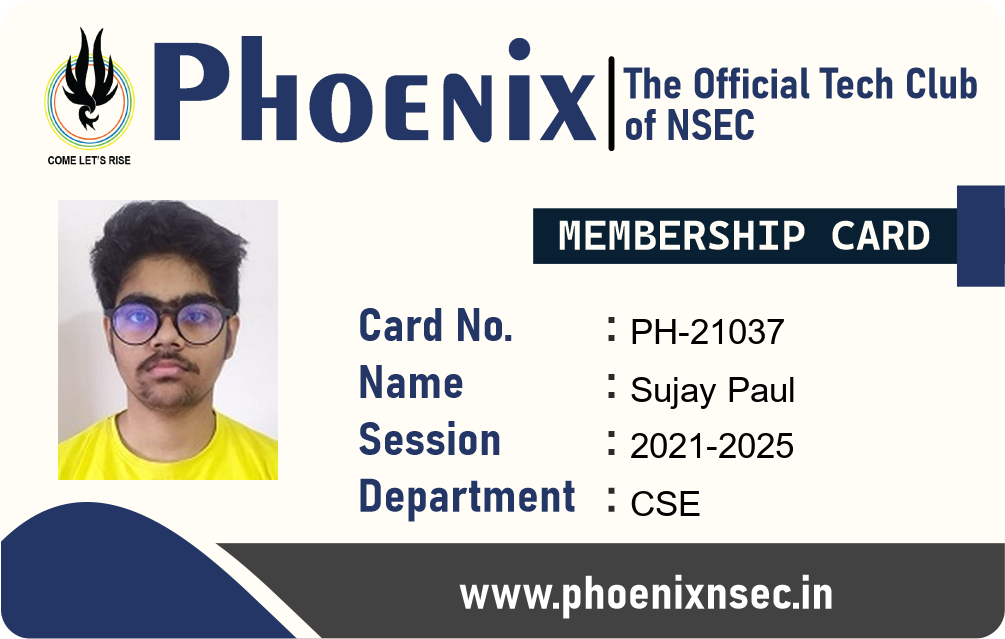 COME LET'S RISE
PHOENIX
The Official Tech Club
of NSEC
MEMBERSHIP CARD
Card No. : PH-21037
Name : Sujay Paul
Session : 2021-2025
Department : CSE
www.phoenixnsec.in